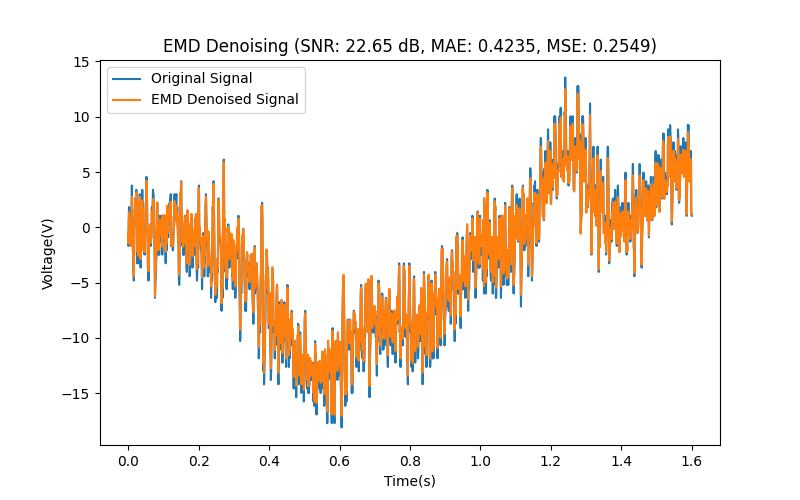 EMD Denoising (SNR: 22.65 dB, MAE: 0.4235, MSE: 0.2549)
Original Signal
EMD Denoised Signal
15
10
5
0
−5
−10
−15
Voltage(V)
0.0 0.2 0.4 0.6 0.8 1.0 1.2 1.4 1.6
Time(s)